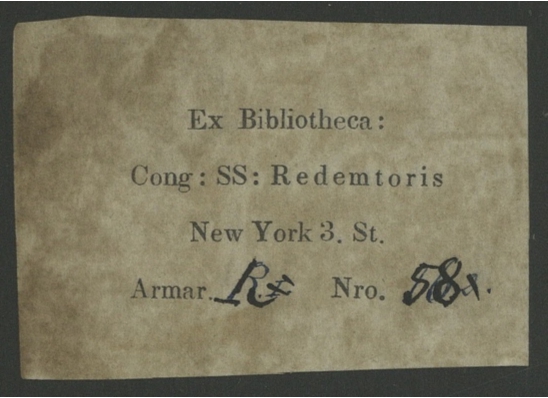 Ex Bibliotheca:
Cong: SS: Redemtoris
New York 3. St.
Armar. R Nro. 58